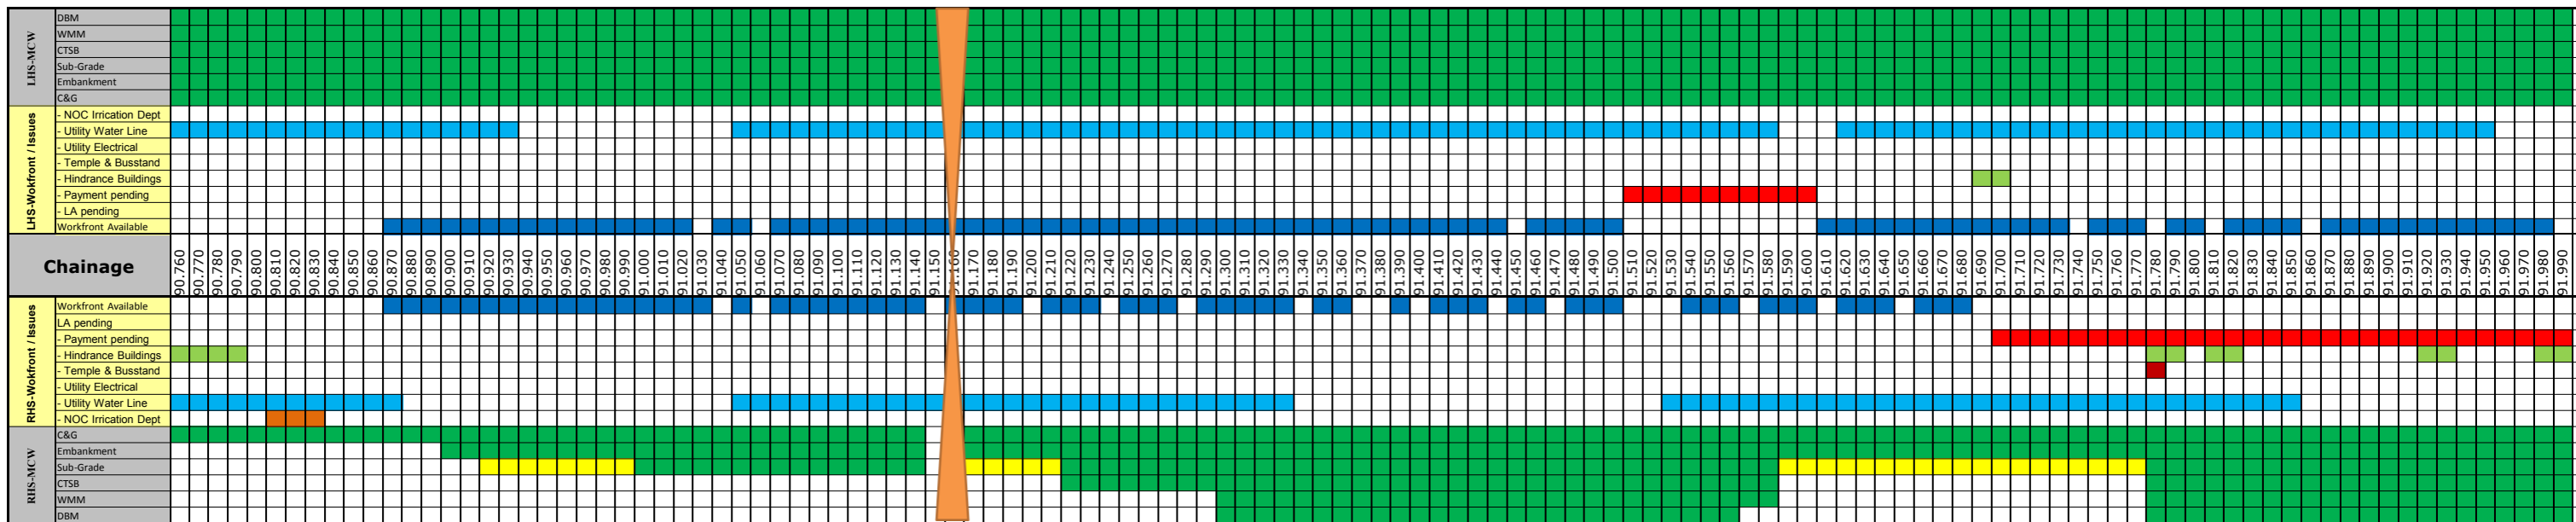 LHS-MCW
DBM
WMM
CTSB
Sub-Grade
Embankment
C&G
LHS-Wokfront / Issues
- NOC Irrication Dept
- Utility Water Line
- Utility Electrical
- Temple & Busstand
- Hindrance Buildings
- Payment pending
- LA pending
Workfront Available
Chainage
90.760 90.770 90.780 90.790 90.800 90.810 90.820 90.830 90.840 90.850 90.860 90.870 90.880 90.890 90.900 90.910 90.920 90.930 90.940 90.950 90.960 90.970 90.980 90.990 91.000 91.010 91.020 91.030 91.040 91.050 91.060 91.070 91.080 91.090 91.100 91.110 91.120 91.130 91.140 91.150 91.170 91.180 91.190 91.200 91.210 91.220 91.230 91.240 91.250 91.260 91.270 91.280 91.290 91.300 91.310 91.320 91.330 91.340 91.350 91.360 91.370 91.380 91.390 91.400 91.410 91.420 91.430 91.440 91.450 91.460 91.470 91.480 91.490 91.500 91.510 91.520 91.530 91.540 91.550 91.560 91.570 91.580 91.590 91.600 91.610 91.620 91.630 91.640 91.650 91.660 91.670 91.680 91.690 91.700 91.710 91.720 91.730 91.740 91.750 91.760 91.770 91.780 91.790 91.800 91.810 91.820 91.830 91.840 91.850 91.860 91.870 91.880 91.890 91.900 91.910 91.920 91.930 91.940 91.950 91.960 91.970 91.980 91.990
RHS-Wokfront / Issues
Workfront Available
LA pending
- Payment pending
- Hindrance Buildings
- Temple & Busstand
- Utility Electrical
- Utility Water Line
- NOC Irrication Dept
RHS-MCW
C&G
Embankment
Sub-Grade
CTSB
WMM
DBM